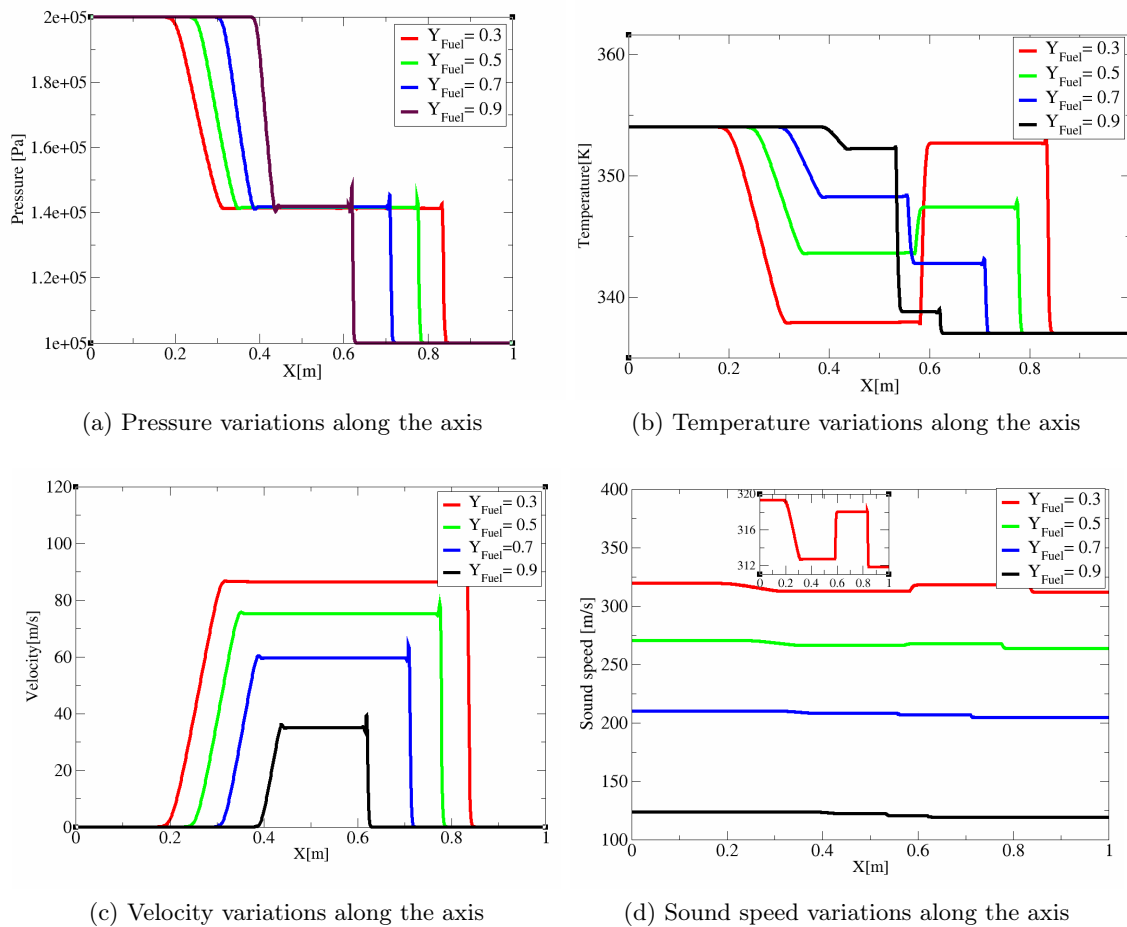 2e+05
1.8e+05
1.6e+05
1.4e+05
1.2e+05
1e+05
Pressure [Pa]
0 0.2 0.4 0.6 0.8 1
X[m]
Y_Fuel= 0.3
Y_Fuel= 0.5
Y_Fuel= 0.7
Y_Fuel= 0.9
(a) Pressure variations along the axis
360
350
340
Temperature[K]
0 0.2 0.4 0.6 0.8
X[m]
Y_Fuel= 0.3
Y_Fuel= 0.5
Y_Fuel= 0.7
Y_Fuel= 0.9
(b) Temperature variations along the axis
120
100
80
60
40
20
0
Velocity[m/s]
0 0.2 0.4 0.6 0.8 1
X[m]
Y_Fuel= 0.3
Y_Fuel= 0.5
Y_Fuel=0.7
Y_Fuel= 0.9
(c) Velocity variations along the axis
400
350
300
250
200
150
100
Sound speed [m/s]
0 0.2 0.4 0.6 0.8 1
X[m]
320
316
312
0 0.2 0.4 0.6 0.8 1
Y_Fuel= 0.3
Y_Fuel= 0.5
Y_Fuel= 0.7
Y_Fuel= 0.9
(d) Sound speed variations along the axis